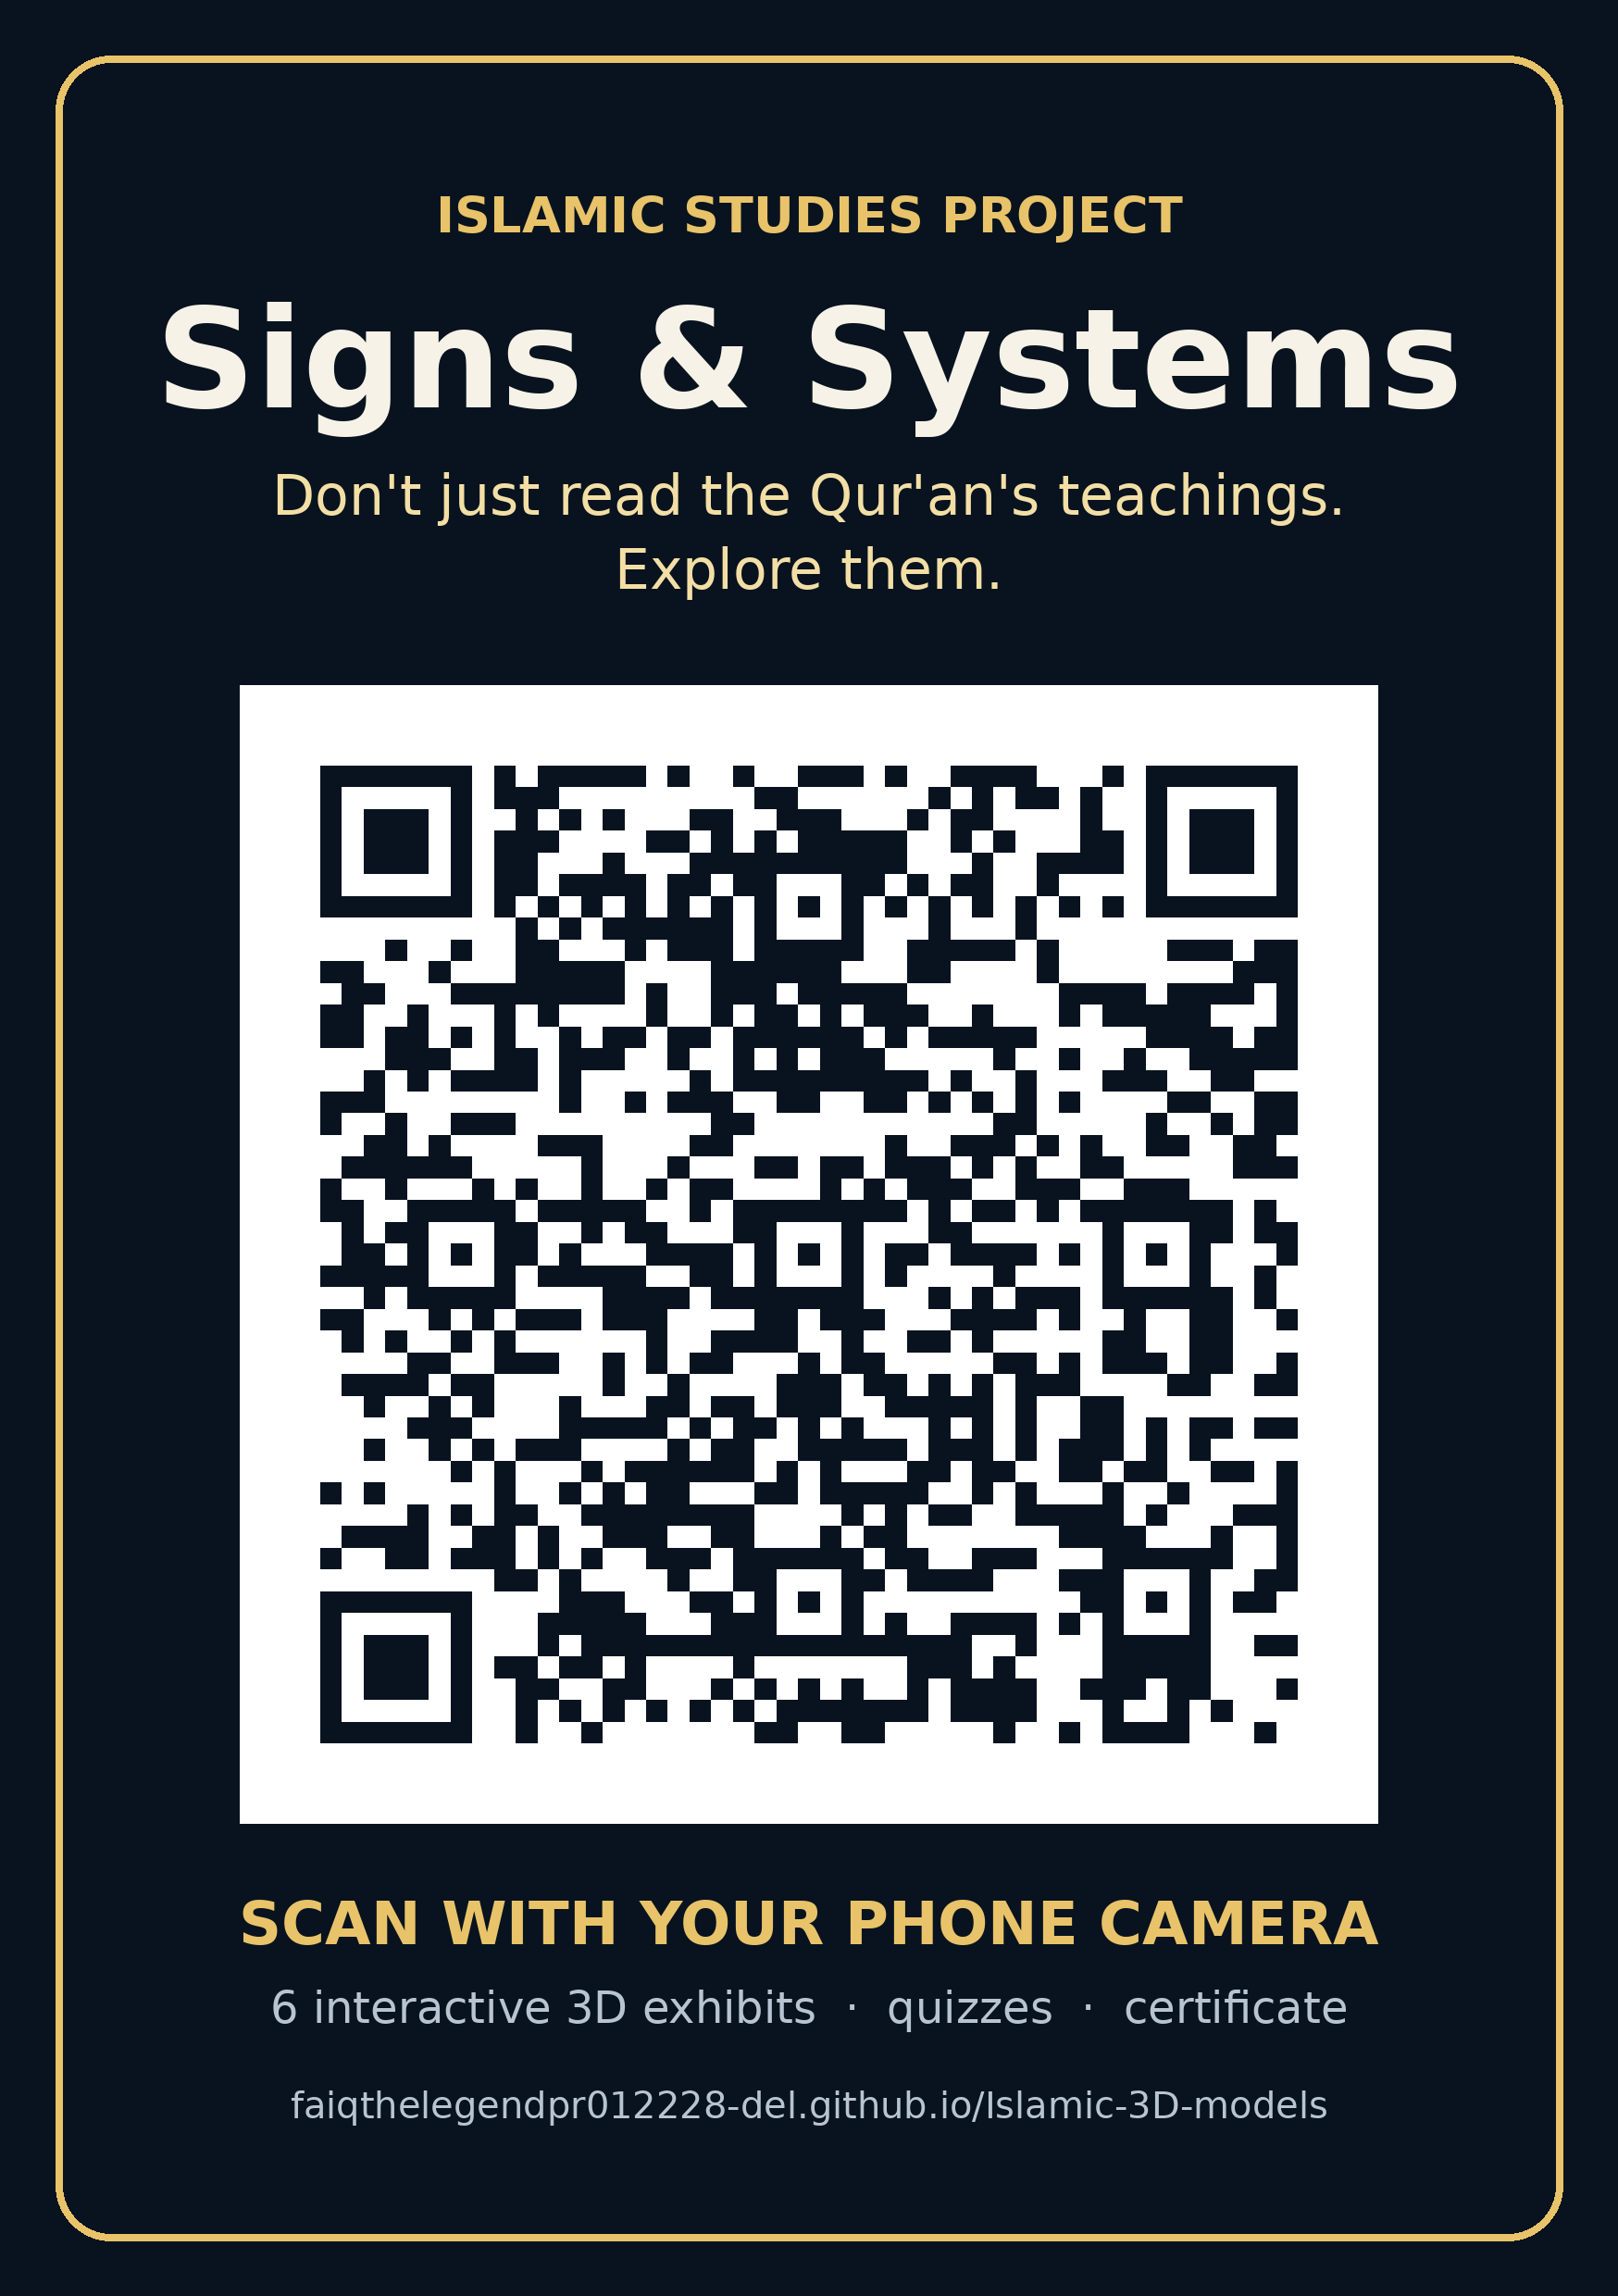 ISLAMIC STUDIES PROJECT
Signs & Systems
Don't just read the Qur'an's teachings.
Explore them.
SCAN WITH YOUR PHONE CAMERA
6 interactive 3D exhibits · quizzes · certificate
faiqthelegendpr012228-del.github.io/Islamic-3D-models